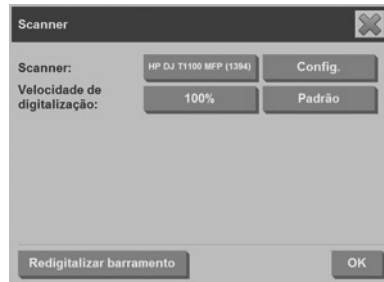 Scanner
Scanner:
HP DJ T1100 MFP (1394)
Config.
Velocidade de
digitalização:
100%
Padrão
Redigitalizar barramento
OK